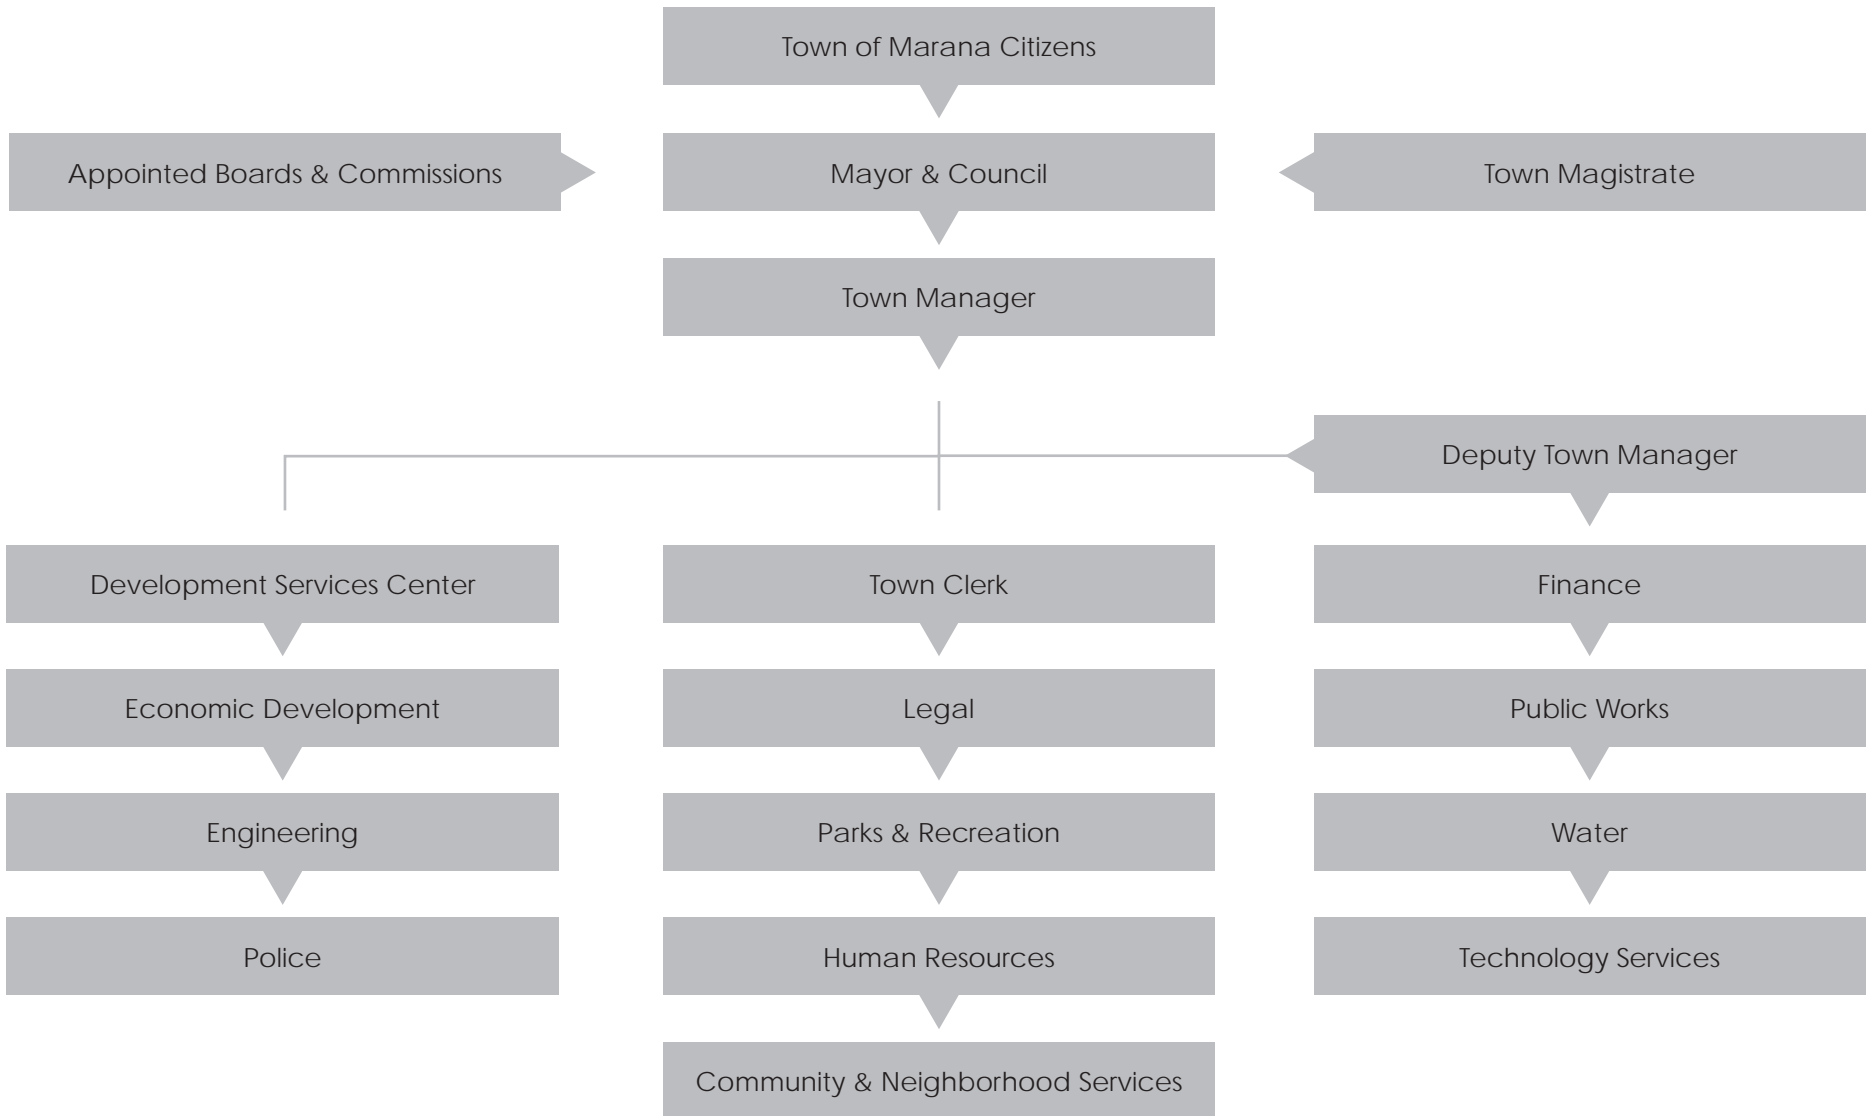 Town of Marana Citizens
Appointed Boards & Commissions
Mayor & Council
Town Magistrate
Town Manager
Deputy Town Manager
Development Services Center
Town Clerk
Finance
Economic Development
Legal
Public Works
Engineering
Parks & Recreation
Water
Police
Human Resources
Technology Services
Community & Neighborhood Services